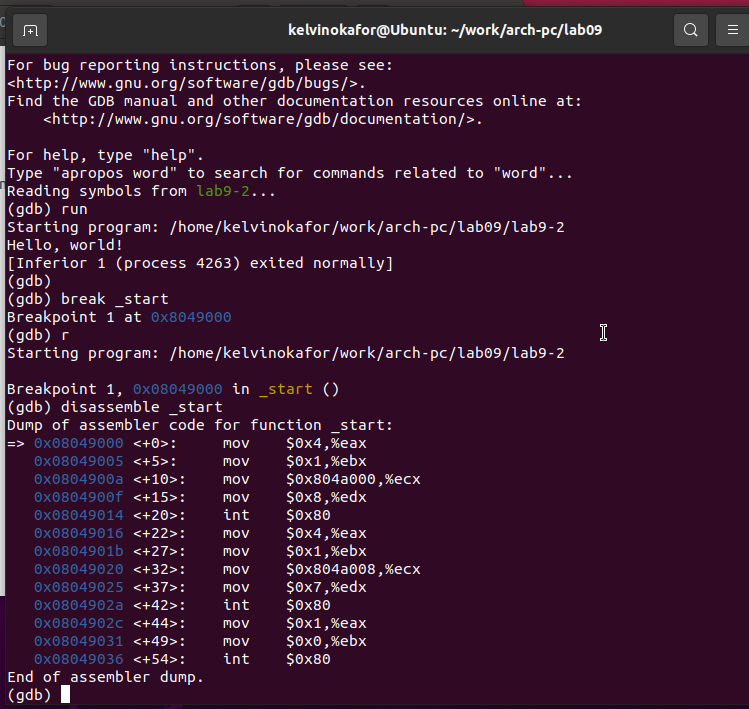 kelvinokafor@Ubuntu: ~/work/arch-pc/lab09
For bug reporting instructions, please see:
<http://www.gnu.org/software/gdb/bugs/>.
Find the GDB manual and other documentation resources online at:
    <http://www.gnu.org/software/gdb/documentation/>.

For help, type "help".
Type "apropos word" to search for commands related to "word"...
Reading symbols from lab9-2...
(gdb) run
Starting program: /home/kelvinokafor/work/arch-pc/lab09/lab9-2
Hello, world!
[Inferior 1 (process 4263) exited normally]
(gdb)
(gdb) break _start
Breakpoint 1 at 0x8049000
(gdb) r
Starting program: /home/kelvinokafor/work/arch-pc/lab09/lab9-2

Breakpoint 1, 0x08049000 in _start ()
(gdb) disassemble _start
Dump of assembler code for function _start:
=> 0x08049000 <+0>:     mov    $0x4,%eax
   0x08049005 <+5>:     mov    $0x1,%ebx
   0x0804900a <+10>:    mov    $0x804a000,%ecx
   0x0804900f <+15>:    mov    $0x8,%edx
   0x08049014 <+20>:    int    $0x80
   0x08049016 <+22>:    mov    $0x4,%eax
   0x0804901b <+27>:    mov    $0x1,%ebx
   0x08049020 <+32>:    mov    $0x804a008,%ecx
   0x08049025 <+37>:    mov    $0x7,%edx
   0x0804902a <+42>:    int    $0x80
   0x0804902c <+44>:    mov    $0x1,%eax
   0x08049031 <+49>:    mov    $0x0,%ebx
   0x08049036 <+54>:    int    $0x80
End of assembler dump.
(gdb)